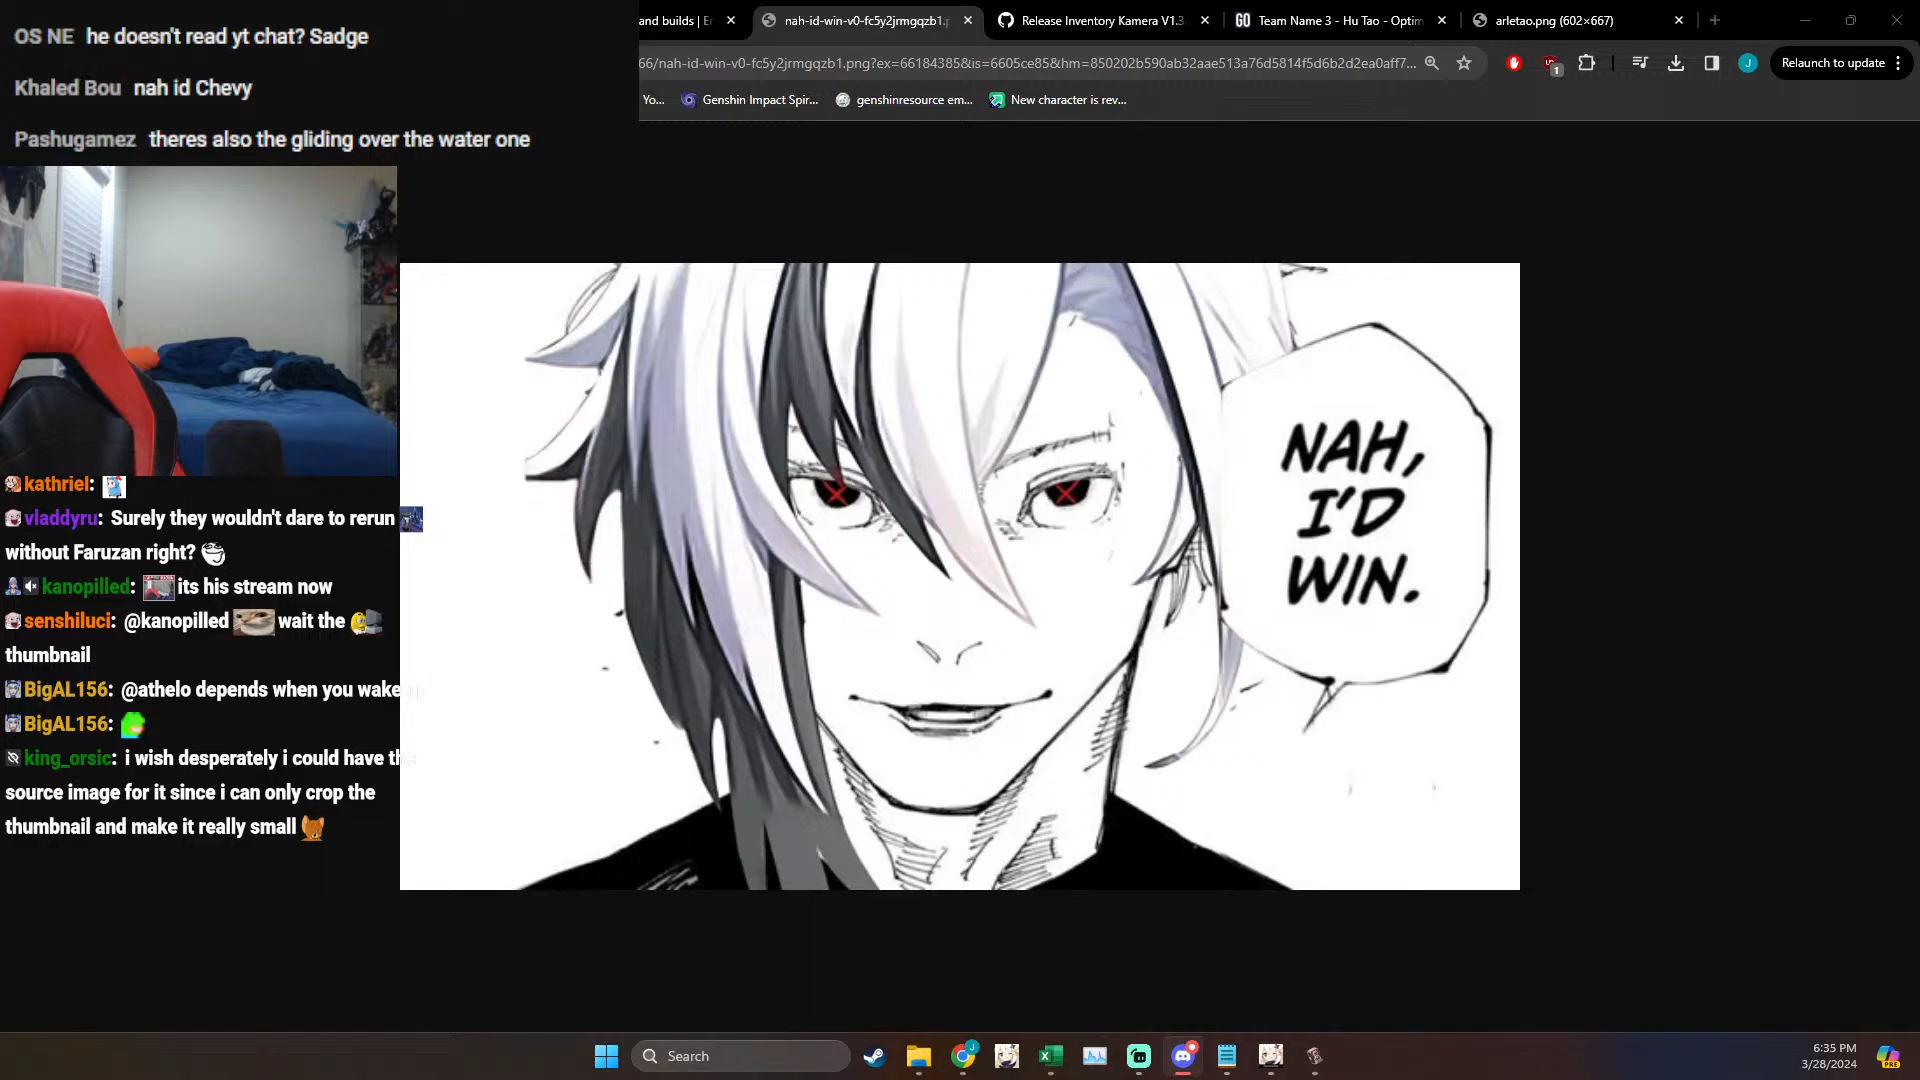 OS NE he doesn't read yt chat? Sadge
Khaled Bou nah id Chevy
Pashugamez theres also the gliding over the water one
and builds | Er
nah-id-win-v0-fc5y2jrmgqzb1.p
Release Inventory Kamera V1.3
GO Team Name 3 - Hu Tao - Optim
arletao.png (602×667)
66/nah-id-win-v0-fc5y2jrmgqzb1.png?ex=66184385&is=6605ce85&hm=850202b590ab32aae513a76d5814f5d6b2d2ea0aff7...
1
J
Relaunch to update
Yo...
Genshin Impact Spir...
genshinresource em...
New character is rev...
NAH,
I'D
WIN.
kathriel:
vladdyru: Surely they wouldn't dare to rerun
without Faruzan right?
kanopilled: its his stream now
senshiluci: @kanopilled wait the
thumbnail
BigAL156: @athelo depends when you wake up
BigAL156:
king_orsic: i wish desperately i could have the
source image for it since i can only crop the
thumbnail and make it really small
Search
J
6:35 PM
3/28/2024
PRE